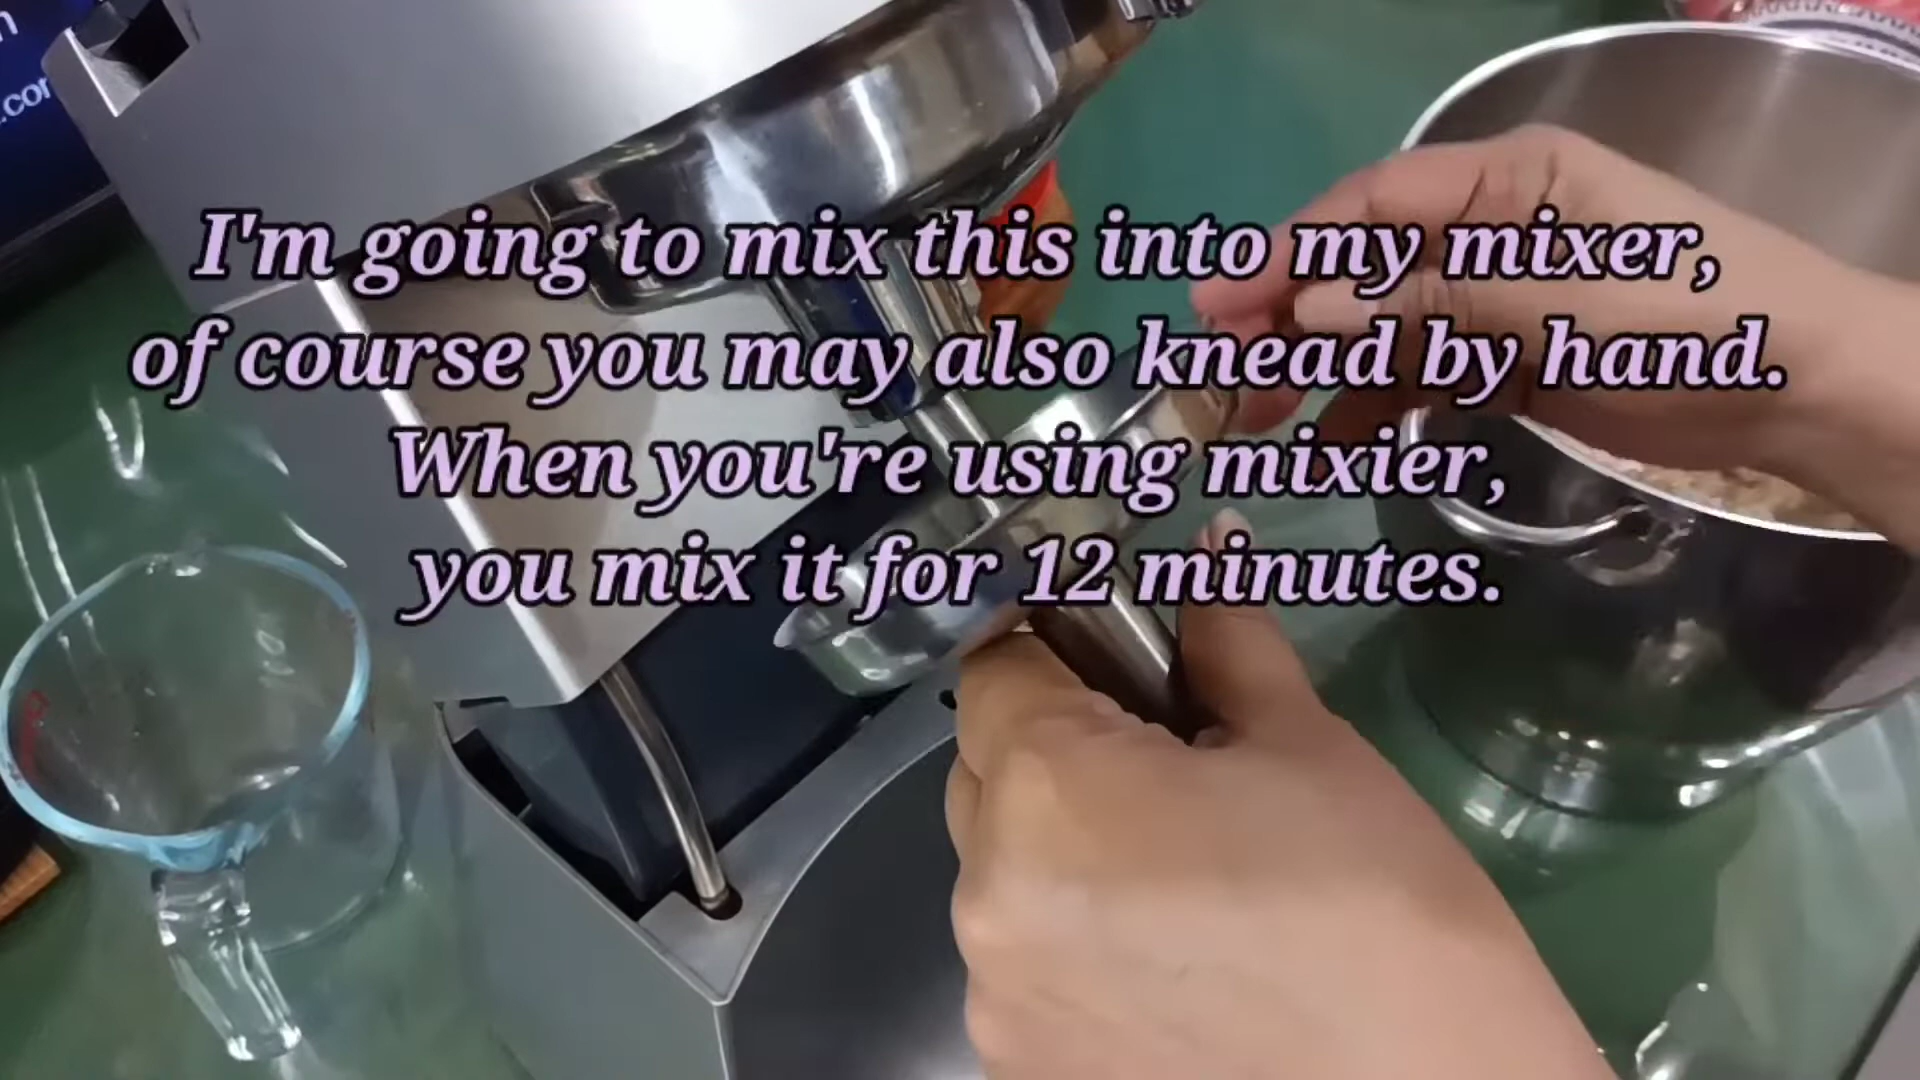 I'm going to mix this into my mixer,
of course you may also knead by hand.
When you're using mixier,
you mix it for 12 minutes.